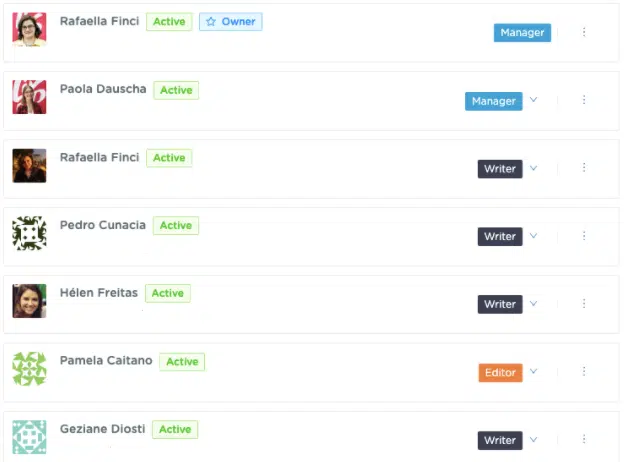 Rafaella Finci Active Owner Manager
Paola Dauscha Active Manager
Rafaella Finci Active Writer
Pedro Cunacia Active Writer
Hélen Freitas Active Writer
Pamela Caitano Active Editor
Geziane Diosti Active Writer